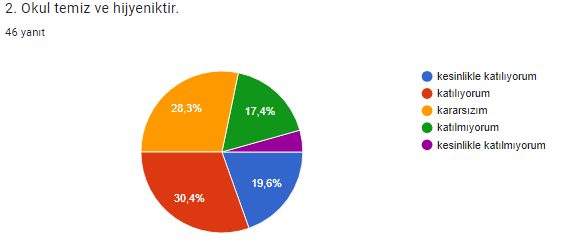 2. Okul temiz ve hijyeniktir.
46 yanıt
kesinlikle katılıyorum
katılıyorum
kararsızım
katılmıyorum
kesinlikle katılmıyorum
28,3%
17,4%
30,4%
19,6%